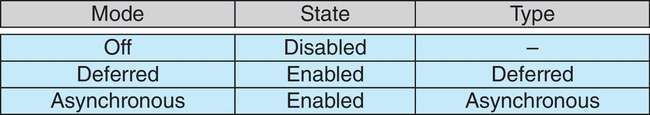 Mode State Type
Off Disabled –
Deferred Enabled Deferred
Asynchronous Enabled Asynchronous